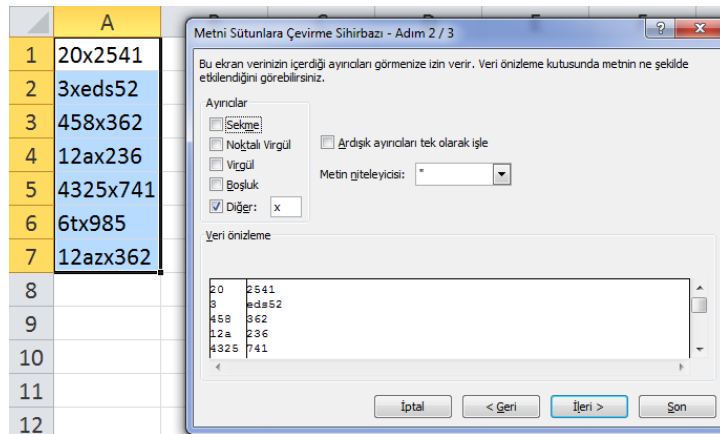 A
1 20x2541
2 3xeds52
3 458x362
4 12ax236
5 4325x741
6 6tx985
7 12azx362
8
9
10
11
12
Metni Sütunlara Çevirme Sihirbazı - Adım 2 / 3
Bu ekran verinizin içerdiği ayırıcıları görmenize izin verir. Veri önizleme kutusunda metnin ne şekilde
etkilendiğini görebilirsiniz.
Ayırıcılar
Sekme
Noktalı Virgül
Virgül
Boşluk
Diğer: x
Ardışık ayırıcıları tek olarak işle
Metin niteleyicisi: "
Veri önizleme
20 2541
3 eds52
458 362
12a 236
4325 741
İptal < Geri İleri > Son